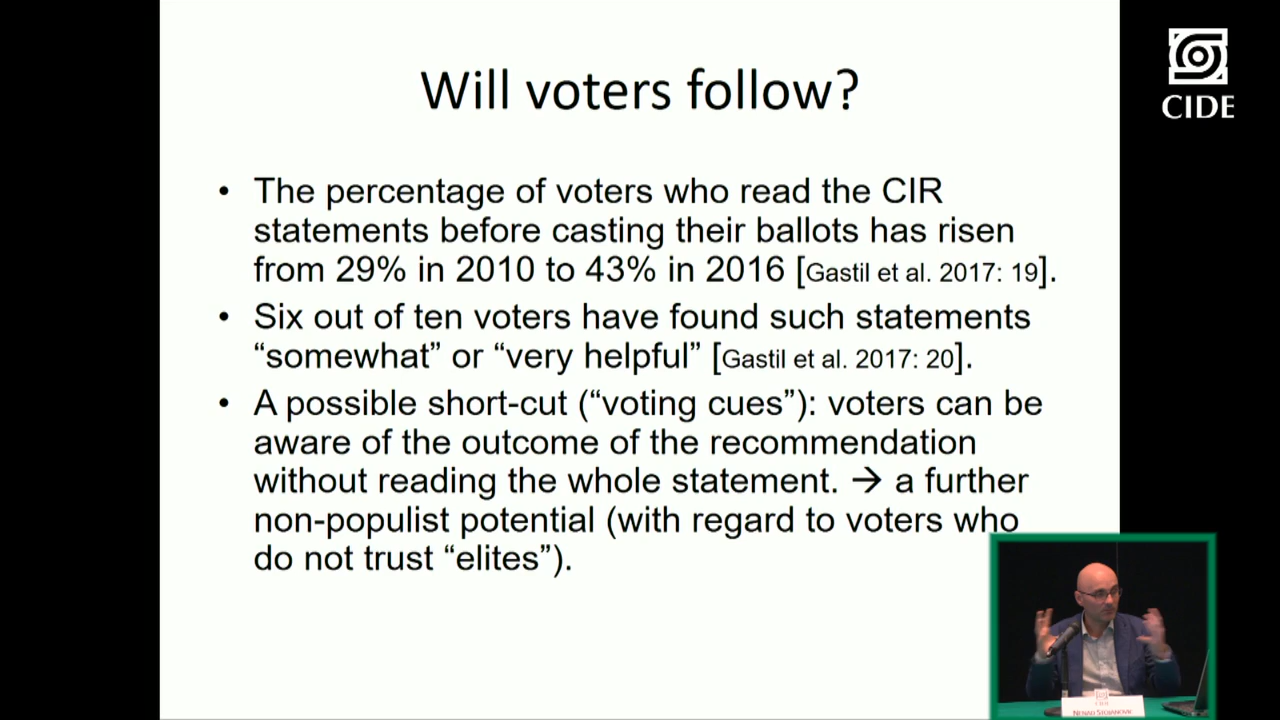 Will voters follow?
CIDE
• The percentage of voters who read the CIR
statements before casting their ballots has risen
from 29% in 2010 to 43% in 2016 [Gastil et al. 2017: 19].
• Six out of ten voters have found such statements
“somewhat” or “very helpful” [Gastil et al. 2017: 20].
• A possible short-cut (“voting cues”): voters can be
aware of the outcome of the recommendation
without reading the whole statement. → a further
non-populist potential (with regard to voters who
do not trust “elites”).
NENAD STOJANOVIC